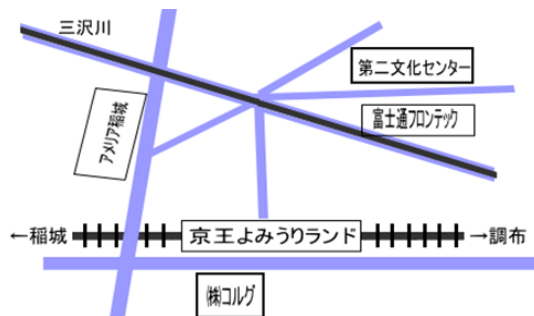 三沢川
第二文化センター
富士通フロンテック
アメリア稲城
←稲城
京王よみうりランド
→調布
㈱コルグ